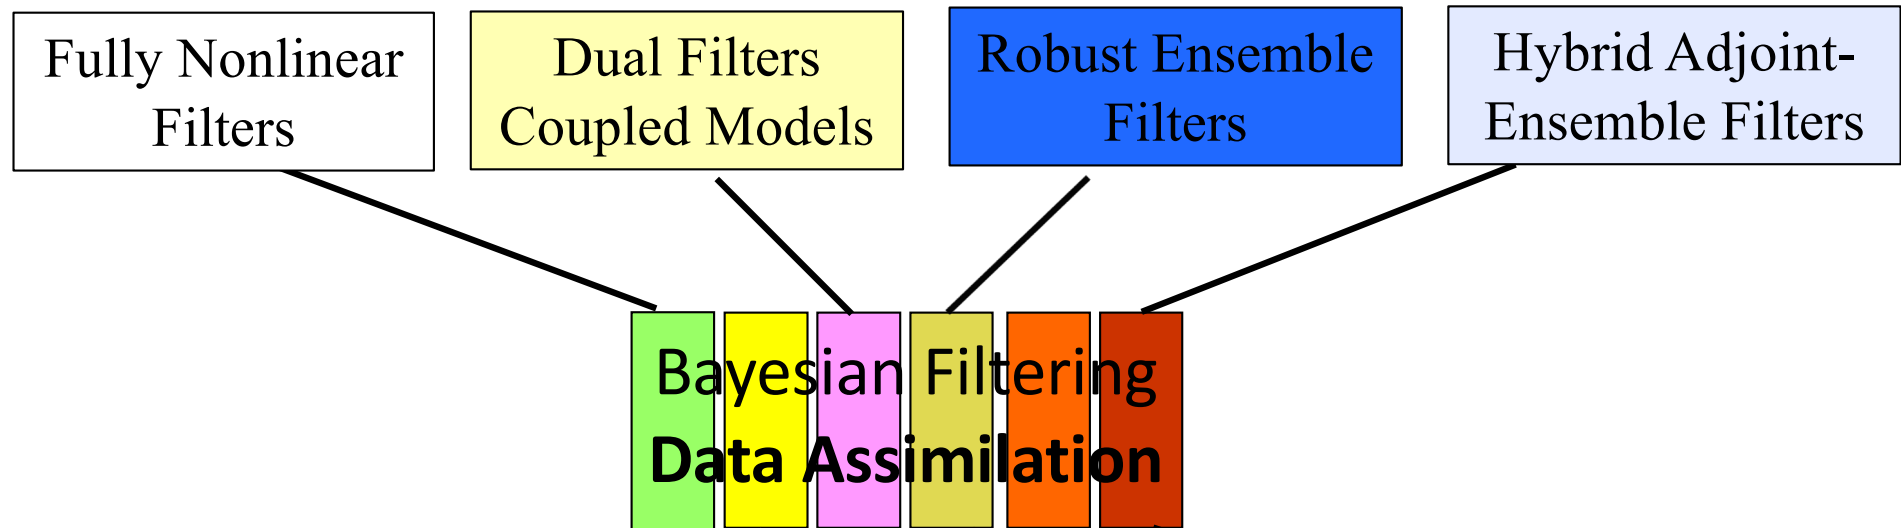 Fully Nonlinear
Filters
Dual Filters
Coupled Models
Robust Ensemble
Filters
Hybrid Adjoint-
Ensemble Filters
Bayesian Filtering
Data Assimilation